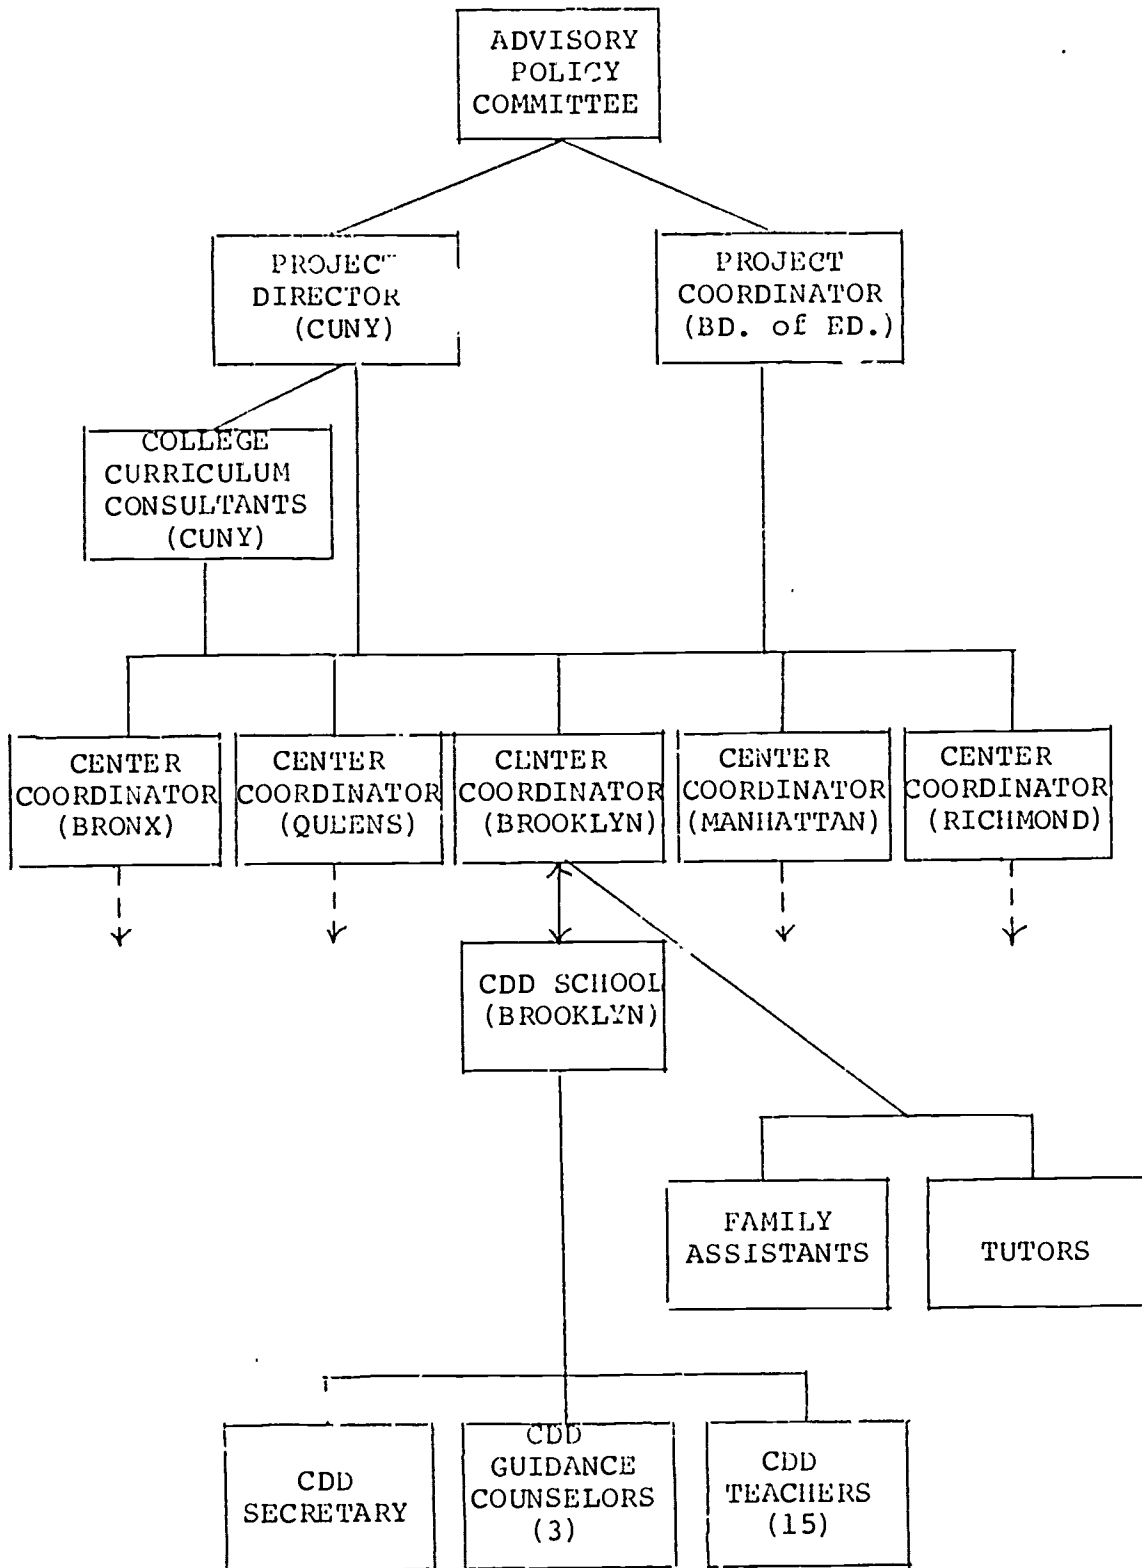 ADVISORY
POLICY
COMMITTEE
PROJECT
DIRECTOR
(CUNY)
PROJECT
COORDINATOR
(BD. of ED.)
COLLEGE
CURRICULUM
CONSULTANTS
(CUNY)
CENTER
COORDINATOR
(BRONX)
CENTER
COORDINATOR
(QUEENS)
CENTER
COORDINATOR
(BROOKLYN)
CENTER
COORDINATOR
(MANHATTAN)
CENTER
COORDINATOR
(RICHMOND)
CDD SCHOOL
(BROOKLYN)
FAMILY
ASSISTANTS
TUTORS
CDD
SECRETARY
CDD
GUIDANCE
COUNSELORS
(3)
CDD
TEACHERS
(15)